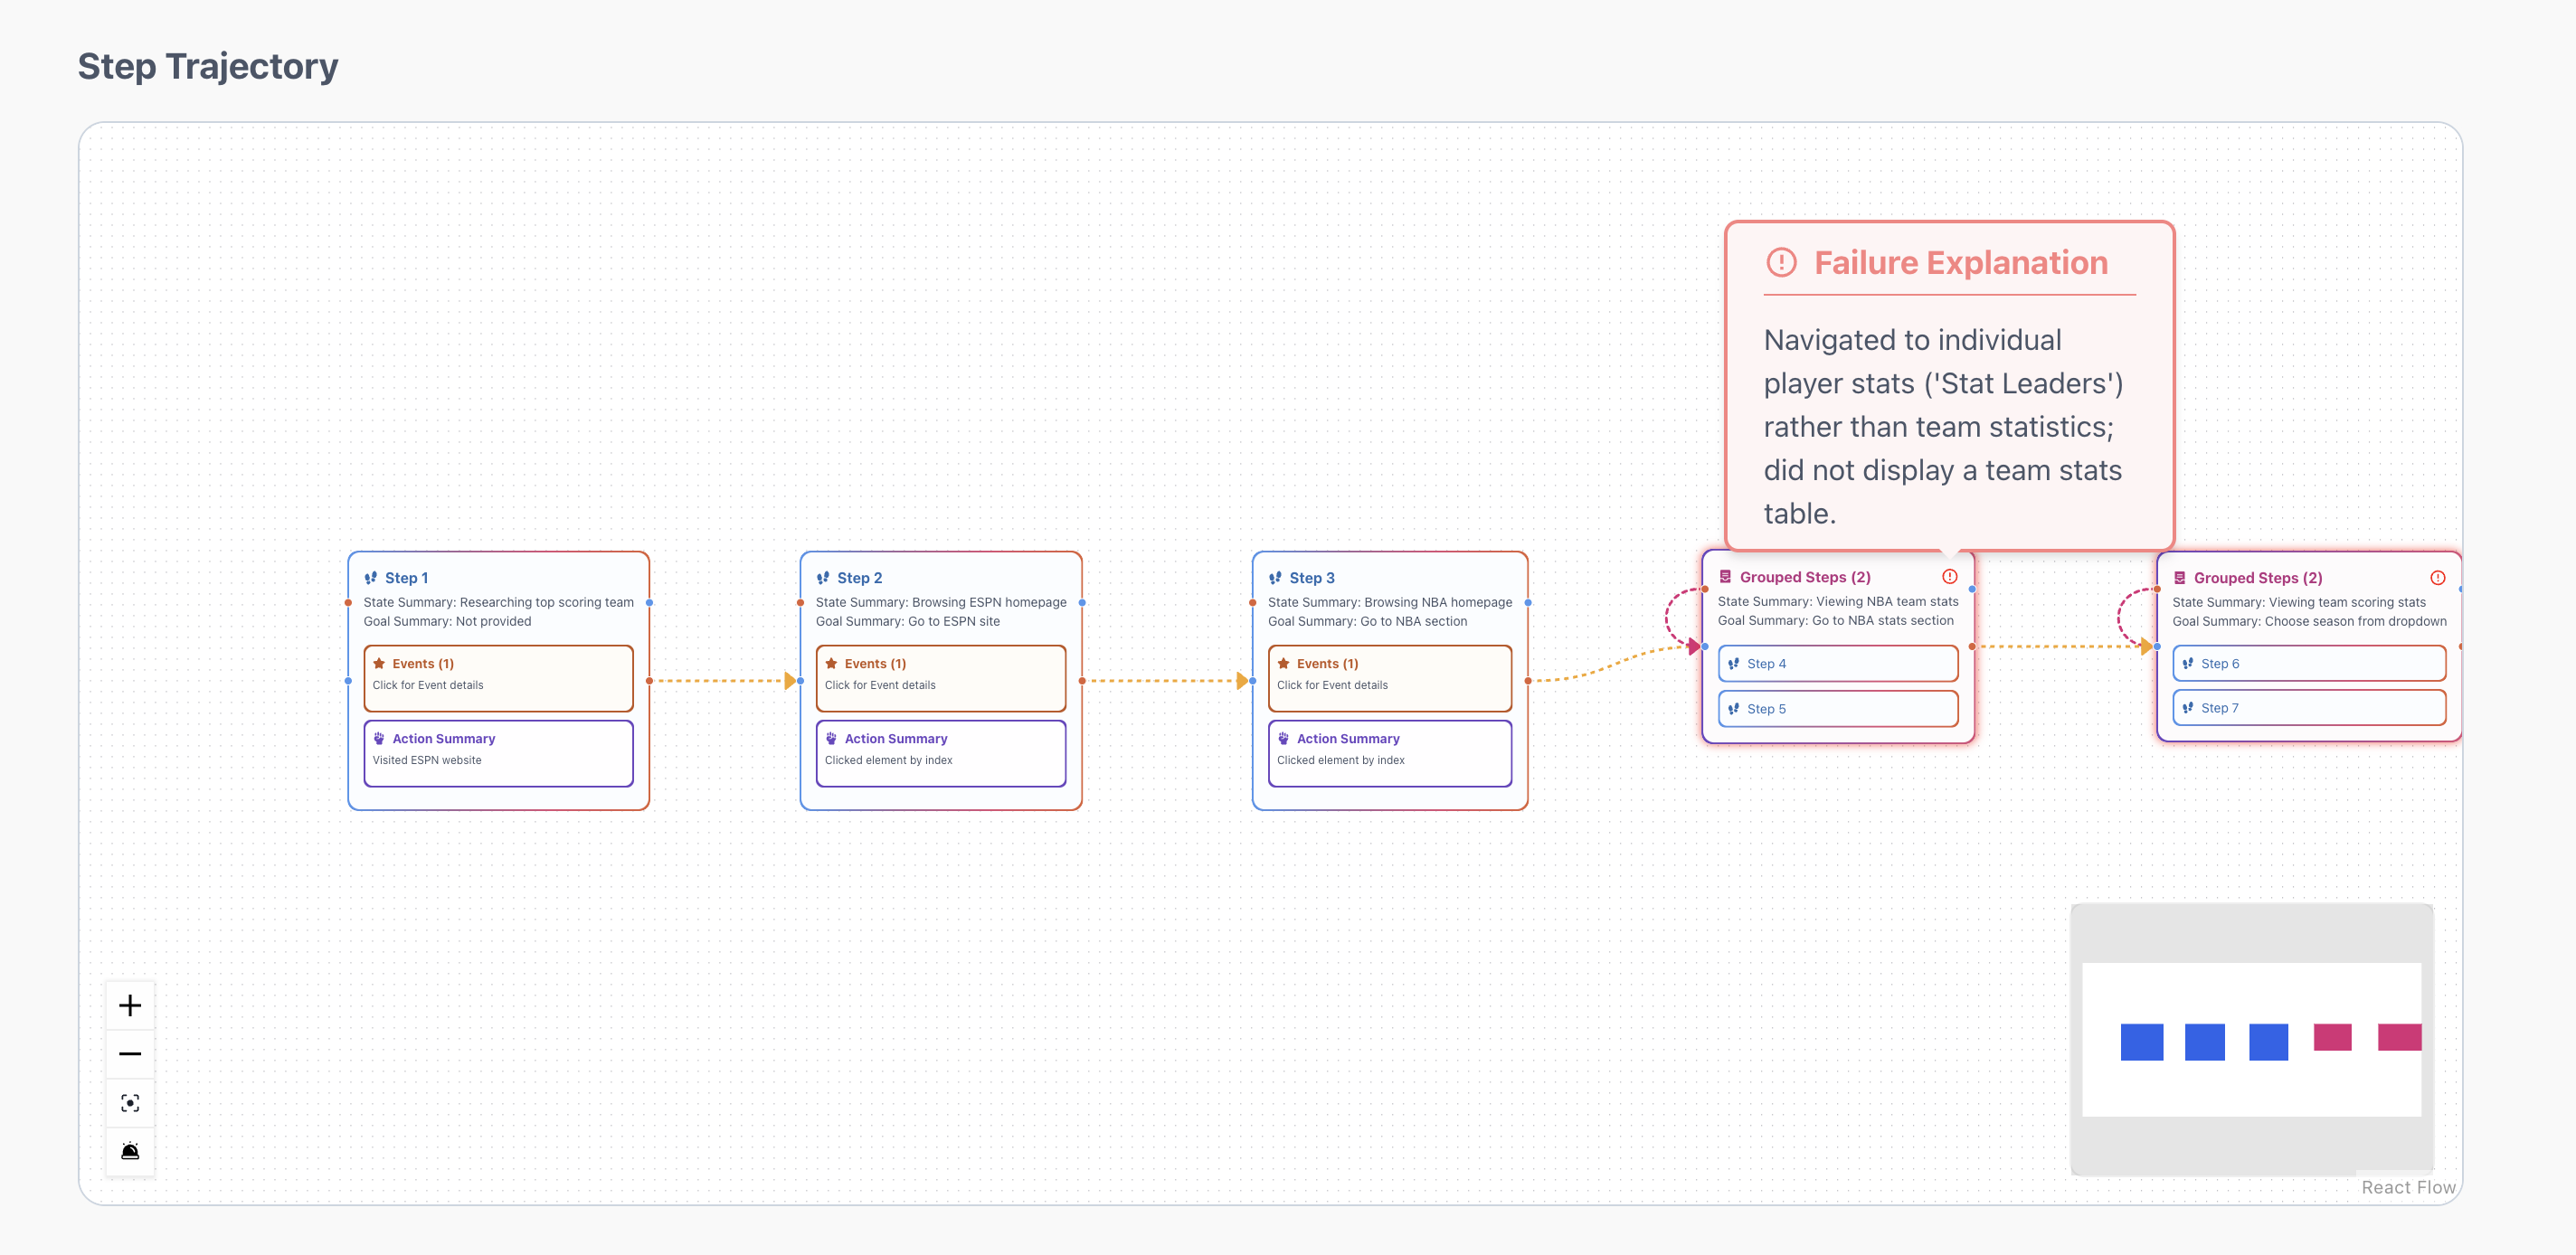 Step Trajectory
Failure Explanation
Navigated to individual
player stats ('Stat Leaders')
rather than team statistics;
did not display a team stats
table.
Step 1
State Summary: Researching top scoring team
Goal Summary: Not provided
Events (1)
Click for Event details
Action Summary
Visited ESPN website
Step 2
State Summary: Browsing ESPN homepage
Goal Summary: Go to ESPN site
Events (1)
Click for Event details
Action Summary
Clicked element by index
Step 3
State Summary: Browsing NBA homepage
Goal Summary: Go to NBA section
Events (1)
Click for Event details
Action Summary
Clicked element by index
Grouped Steps (2)
State Summary: Viewing NBA team stats
Goal Summary: Go to NBA stats section
Step 4
Step 5
Grouped Steps (2)
State Summary: Viewing team scoring stats
Goal Summary: Choose season from dropdown
Step 6
Step 7
React Flow